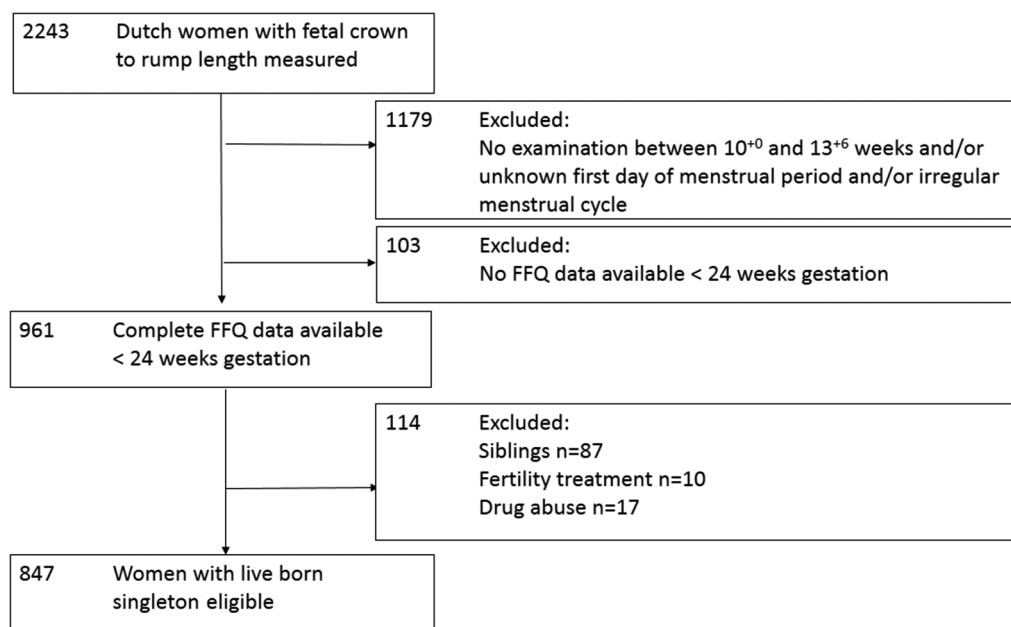 2243 Dutch women with fetal crown
to rump length measured
1179 Excluded:
No examination between 10⁺⁰ and 13⁺⁶ weeks and/or
unknown first day of menstrual period and/or irregular
menstrual cycle
103 Excluded:
No FFQ data available < 24 weeks gestation
961 Complete FFQ data available
< 24 weeks gestation
114 Excluded:
Siblings n=87
Fertility treatment n=10
Drug abuse n=17
847 Women with live born
singleton eligible